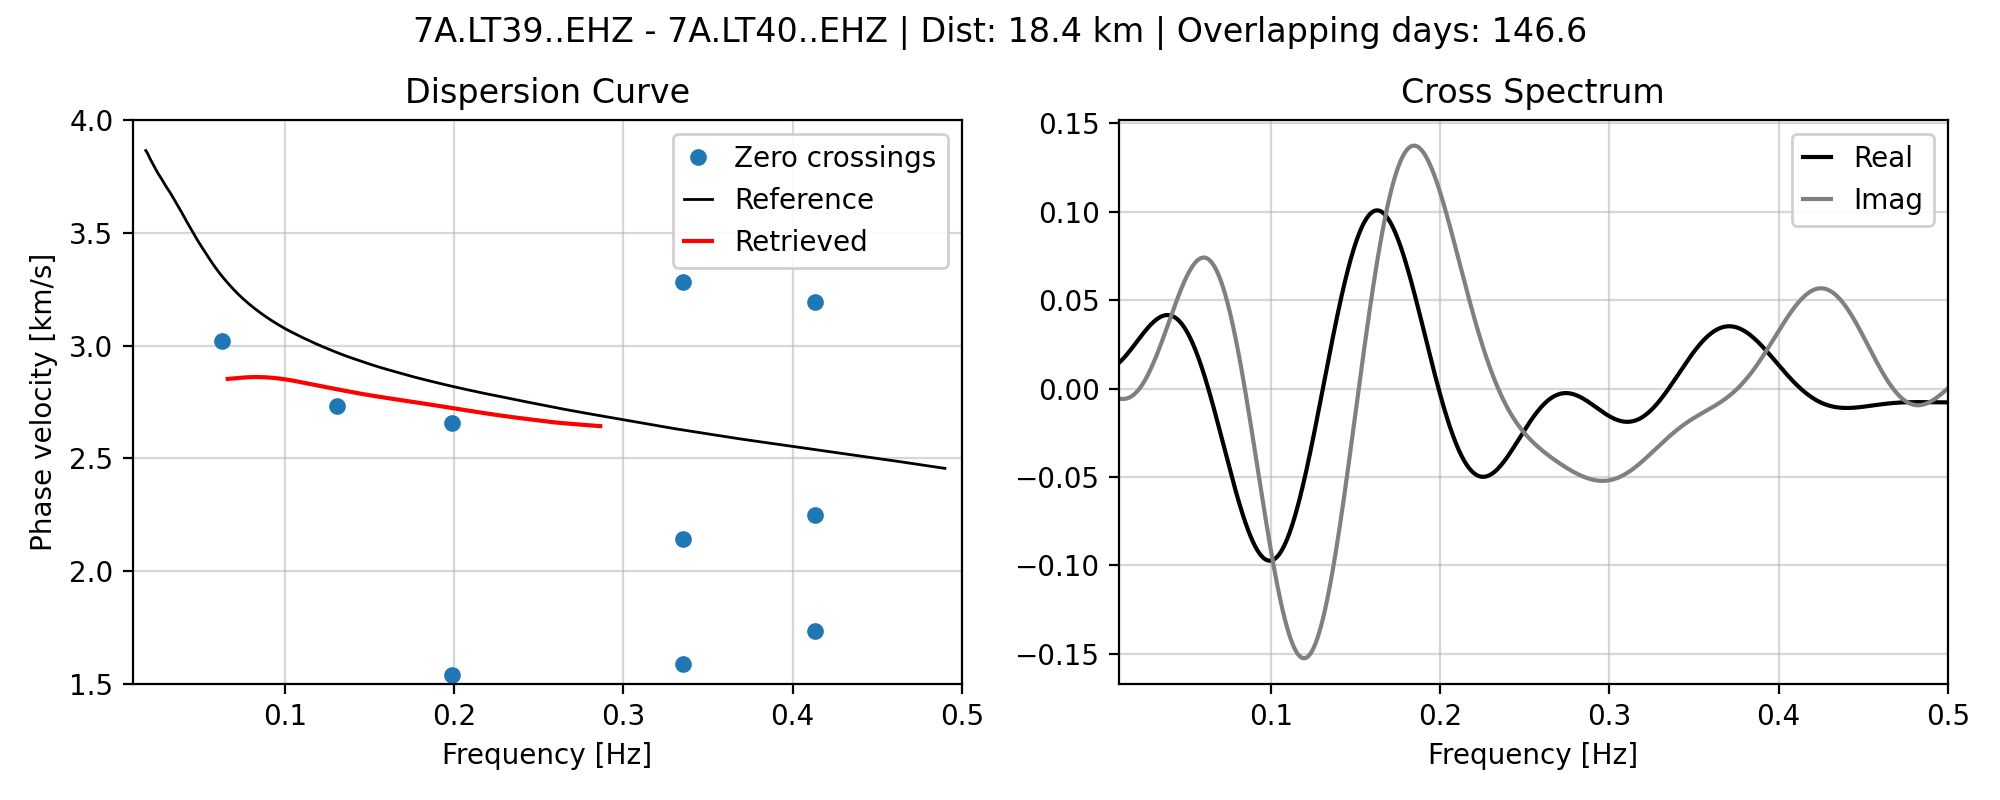 7A.LT39..EHZ - 7A.LT40..EHZ | Dist: 18.4 km | Overlapping days: 146.6
Dispersion Curve
4.0
3.5
3.0
2.5
2.0
1.5
Phase velocity [km/s]
0.1
0.2
0.3
0.4
0.5
Frequency [Hz]
Zero crossings
Reference
Retrieved
Cross Spectrum
0.15
0.10
0.05
0.00
−0.05
−0.10
−0.15
0.1
0.2
0.3
0.4
0.5
Frequency [Hz]
Real
Imag